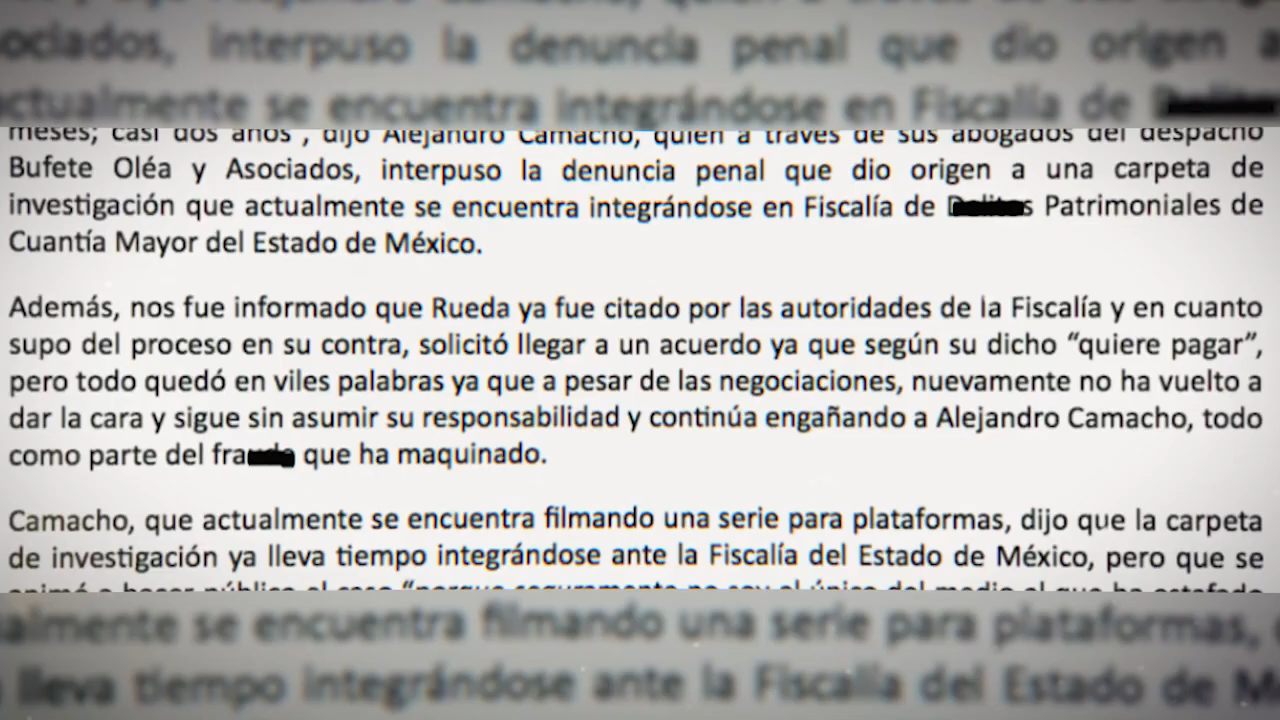 ociados, interpuso la denuncia penal que dio origen a
actualmente se encuentra integrándose en Fiscalía de
meses; casi dos años", dijo Alejandro Camacho, quien a través de sus abogados del despacho
Bufete Oléa y Asociados, interpuso la denuncia penal que dio origen a una carpeta de
investigación que actualmente se encuentra integrándose en Fiscalía de Delitos Patrimoniales de
Cuantía Mayor del Estado de México.
Además, nos fue informado que Rueda ya fue citado por las autoridades de la Fiscalía y en cuanto
supo del proceso en su contra, solicitó llegar a un acuerdo ya que según su dicho “quiere pagar”,
pero todo quedó en viles palabras ya que a pesar de las negociaciones, nuevamente no ha vuelto a
dar la cara y sigue sin asumir su responsabilidad y continúa engañando a Alejandro Camacho, todo
como parte del fra que ha maquinado.
Camacho, que actualmente se encuentra filmando una serie para plataformas, dijo que la carpeta
de investigación ya lleva tiempo integrándose ante la Fiscalía del Estado de México, pero que se
almente se encuentra filmando una serie para plataformas,
lleva tiempo integrándose ante la Fiscalía del Estado de M